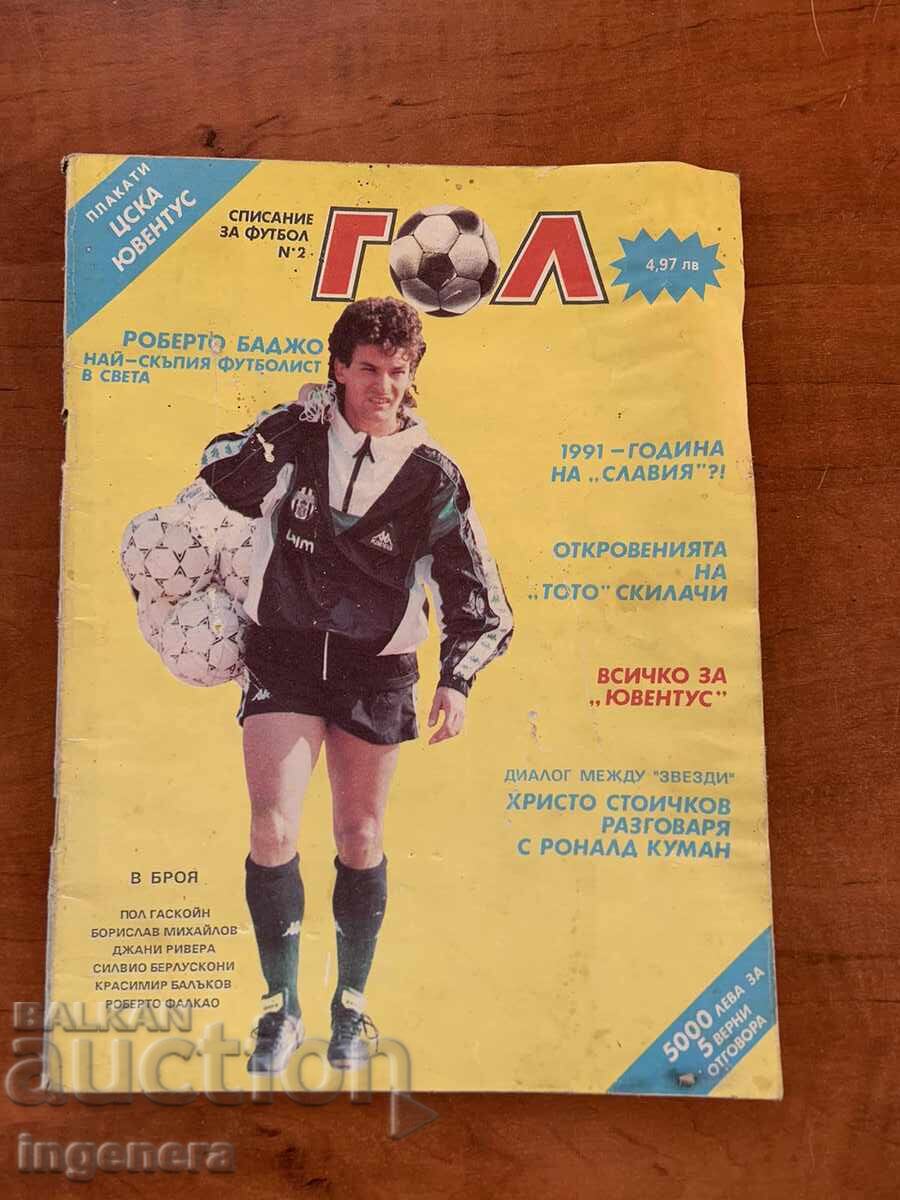 ПЛАКАТИ
ЦСКА
ЮВЕНТУС
СПИСАНИЕ
ЗА ФУТБОЛ
N·2
ГОЛ
4,97 лв
РОБЕРТО БАДЖО
НАЙ-СКЪПИЯ ФУТБОЛИСТ
В СВЕТА
1991 – ГОДИНА
НА „СЛАВИЯ"?!
ОТКРОВЕНИЯТА
НА
„ТОТО" СКИЛАЧИ
ВСИЧКО ЗА
„ЮВЕНТУС"
ДИАЛОГ МЕЖДУ "ЗВЕЗДИ"
ХРИСТО СТОИЧКОВ
РАЗГОВАРЯ
С РОНАЛД КУМАН
В БРОЯ
ПОЛ ГАСКОЙН
БОРИСЛАВ МИХАЙЛОВ
ДЖАНИ РИВЕРА
СИЛВИО БЕРЛУСКОНИ
КРАСИМИР БАЛЪКОВ
РОБЕРТО ФАЛКАО
5000 ЛЕВА ЗА
5 ВЕРНИ
ОТГОВОРА
upim
Kappa
BALKAN
auction
ingenera